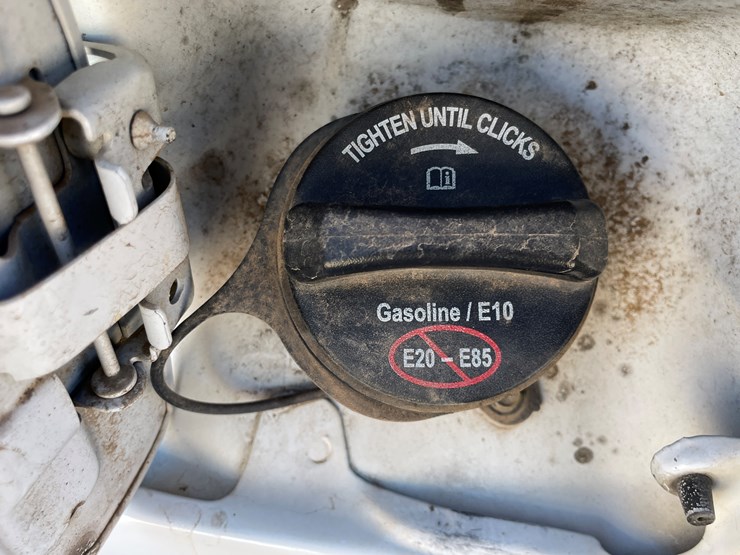 TIGHTEN UNTIL CLICKS
Gasoline / E10
E20 – E85